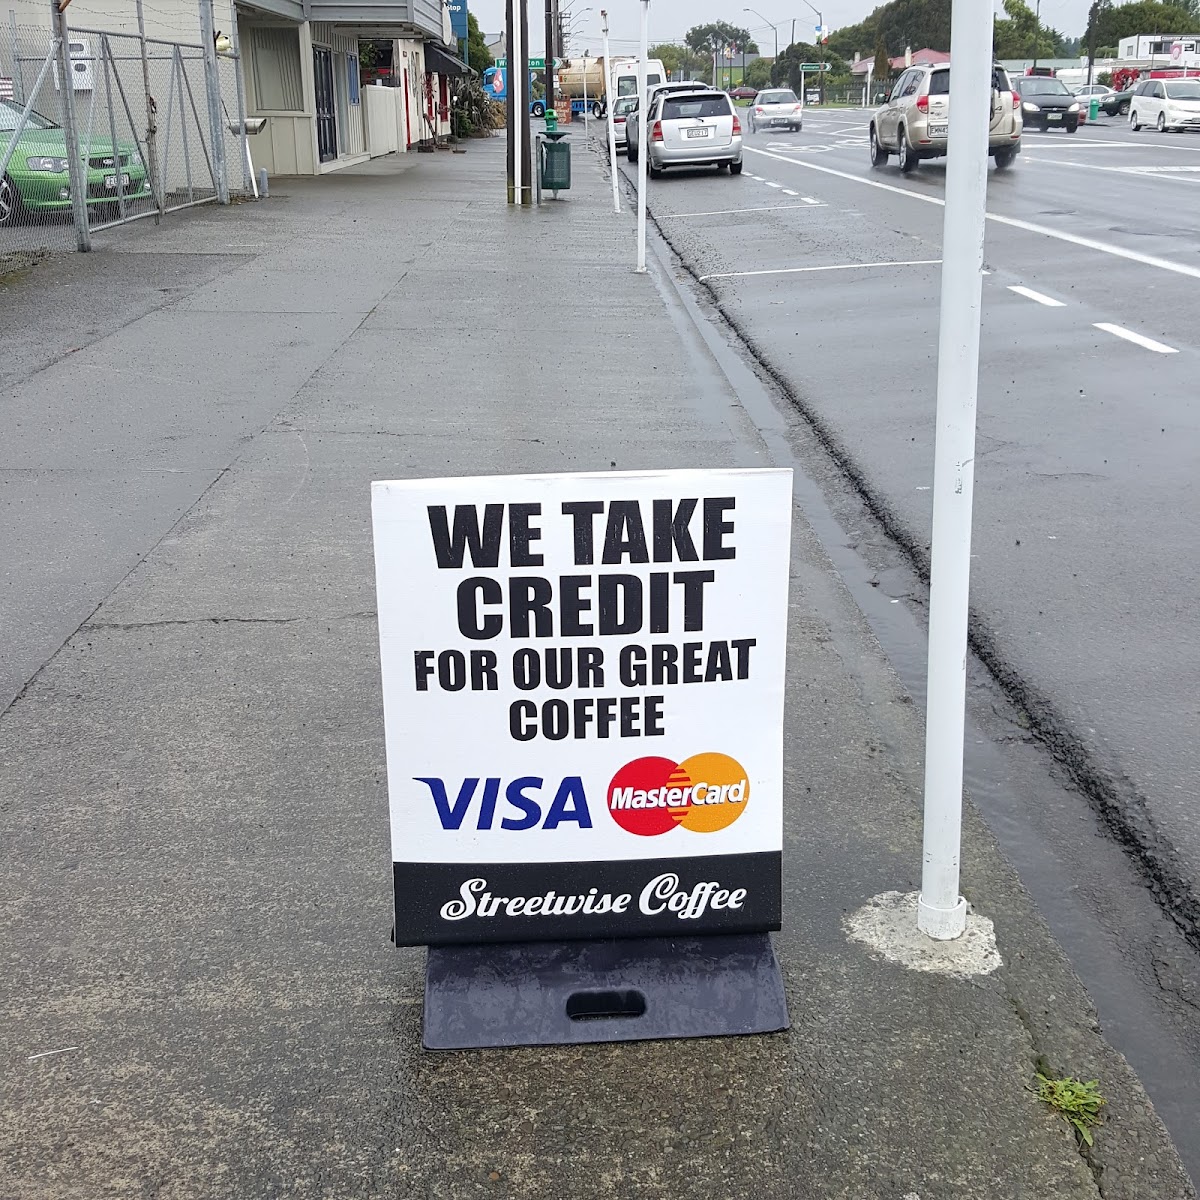 WE TAKE
CREDIT
FOR OUR GREAT
COFFEE
VISA MasterCard
Streetwise Coffee